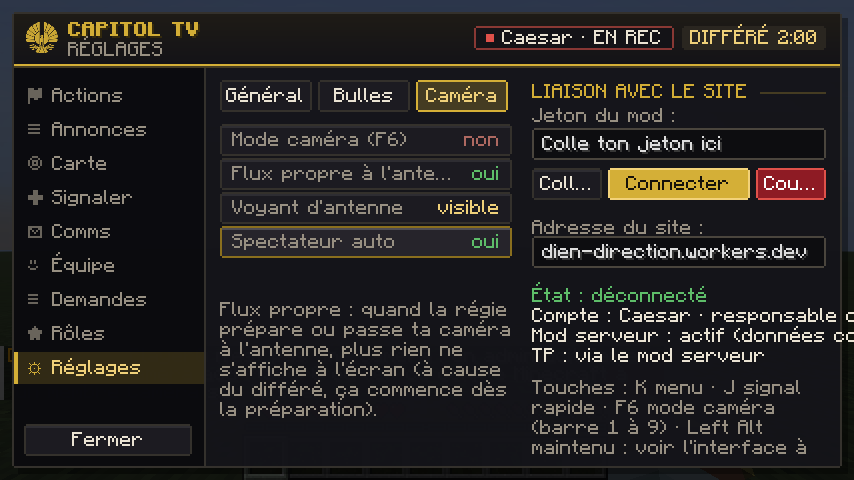 CAPITOL TV
RÉGLAGES
Caesar · EN REC
DIFFÉRÉ 2:00
Actions
Annonces
Carte
Signaler
Comms
Équipe
Demandes
Rôles
Réglages
Fermer
Général
Bulles
Caméra
Mode caméra (F6) non
Flux propre à l'ante... oui
Voyant d'antenne visible
Spectateur auto oui
Flux propre : quand la régie
prépare ou passe ta caméra
à l'antenne, plus rien ne
s'affiche à l'écran (à cause
du différé, ça commence dès
la préparation).
LIAISON AVEC LE SITE
Jeton du mod :
Colle ton jeton ici
Coll...
Connecter
Cou...
Adresse du site :
dien-direction.workers.dev
État : déconnecté
Compte : Caesar · responsable
Mod serveur : actif (données
TP : via le mod serveur
Touches : K menu · J signal
rapide · F6 mode caméra
(barre 1 à 9) · Left Alt
maintenu : voir l'interface à